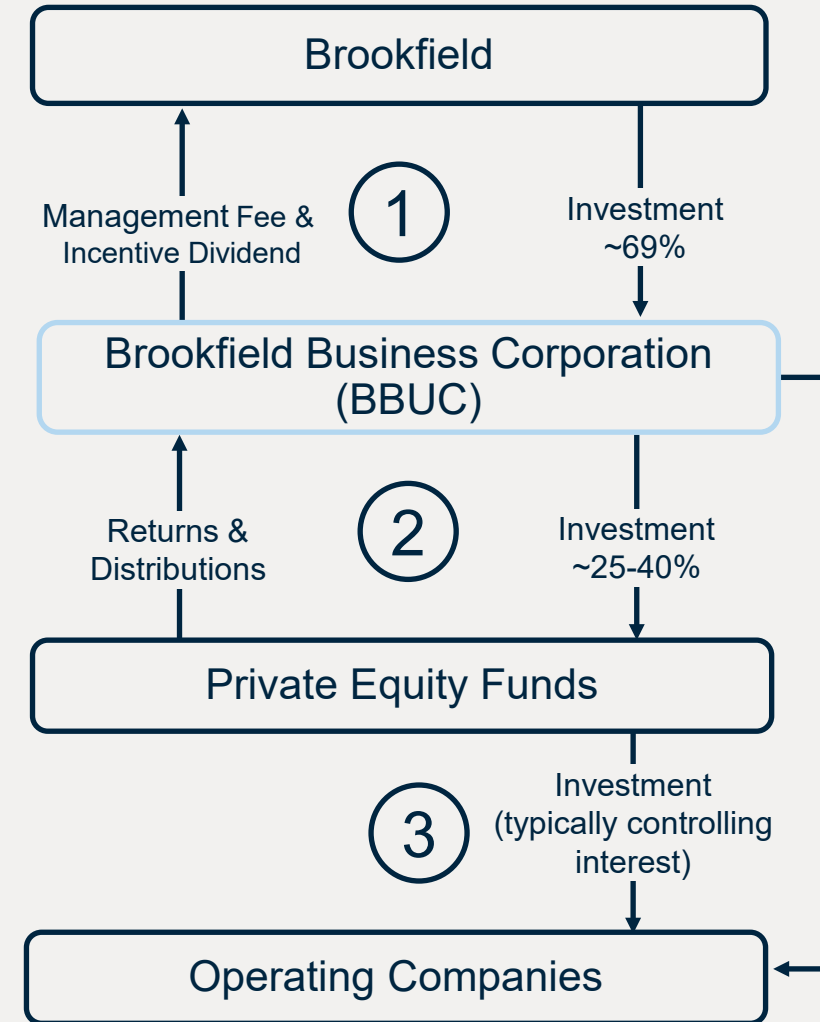 Brookfield
Management Fee &
Incentive Dividend
1
Investment
~69%
Brookfield Business Corporation
(BBUC)
Returns &
Distributions
2
Investment
~25-40%
Private Equity Funds
3
Investment
(typically controlling
interest)
Operating Companies